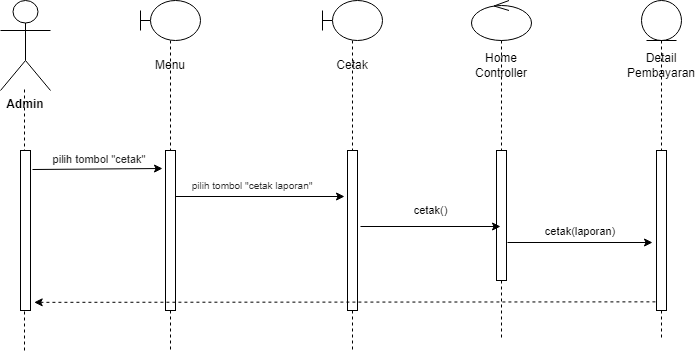 Menu
Cetak
Home
Controller
Detail
Pembayaran
Admin
pilih tombol "cetak"
pilih tombol "cetak laporan"
cetak()
cetak(laporan)